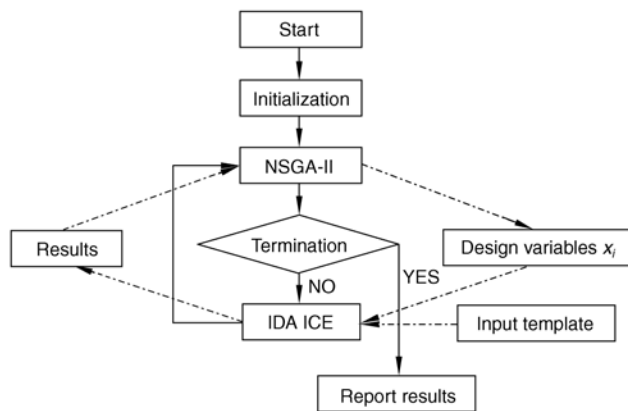 Start
Initialization
NSGA-II
Results
Termination
Design variables xᵢ
YES
NO
IDA ICE
Input template
Report results